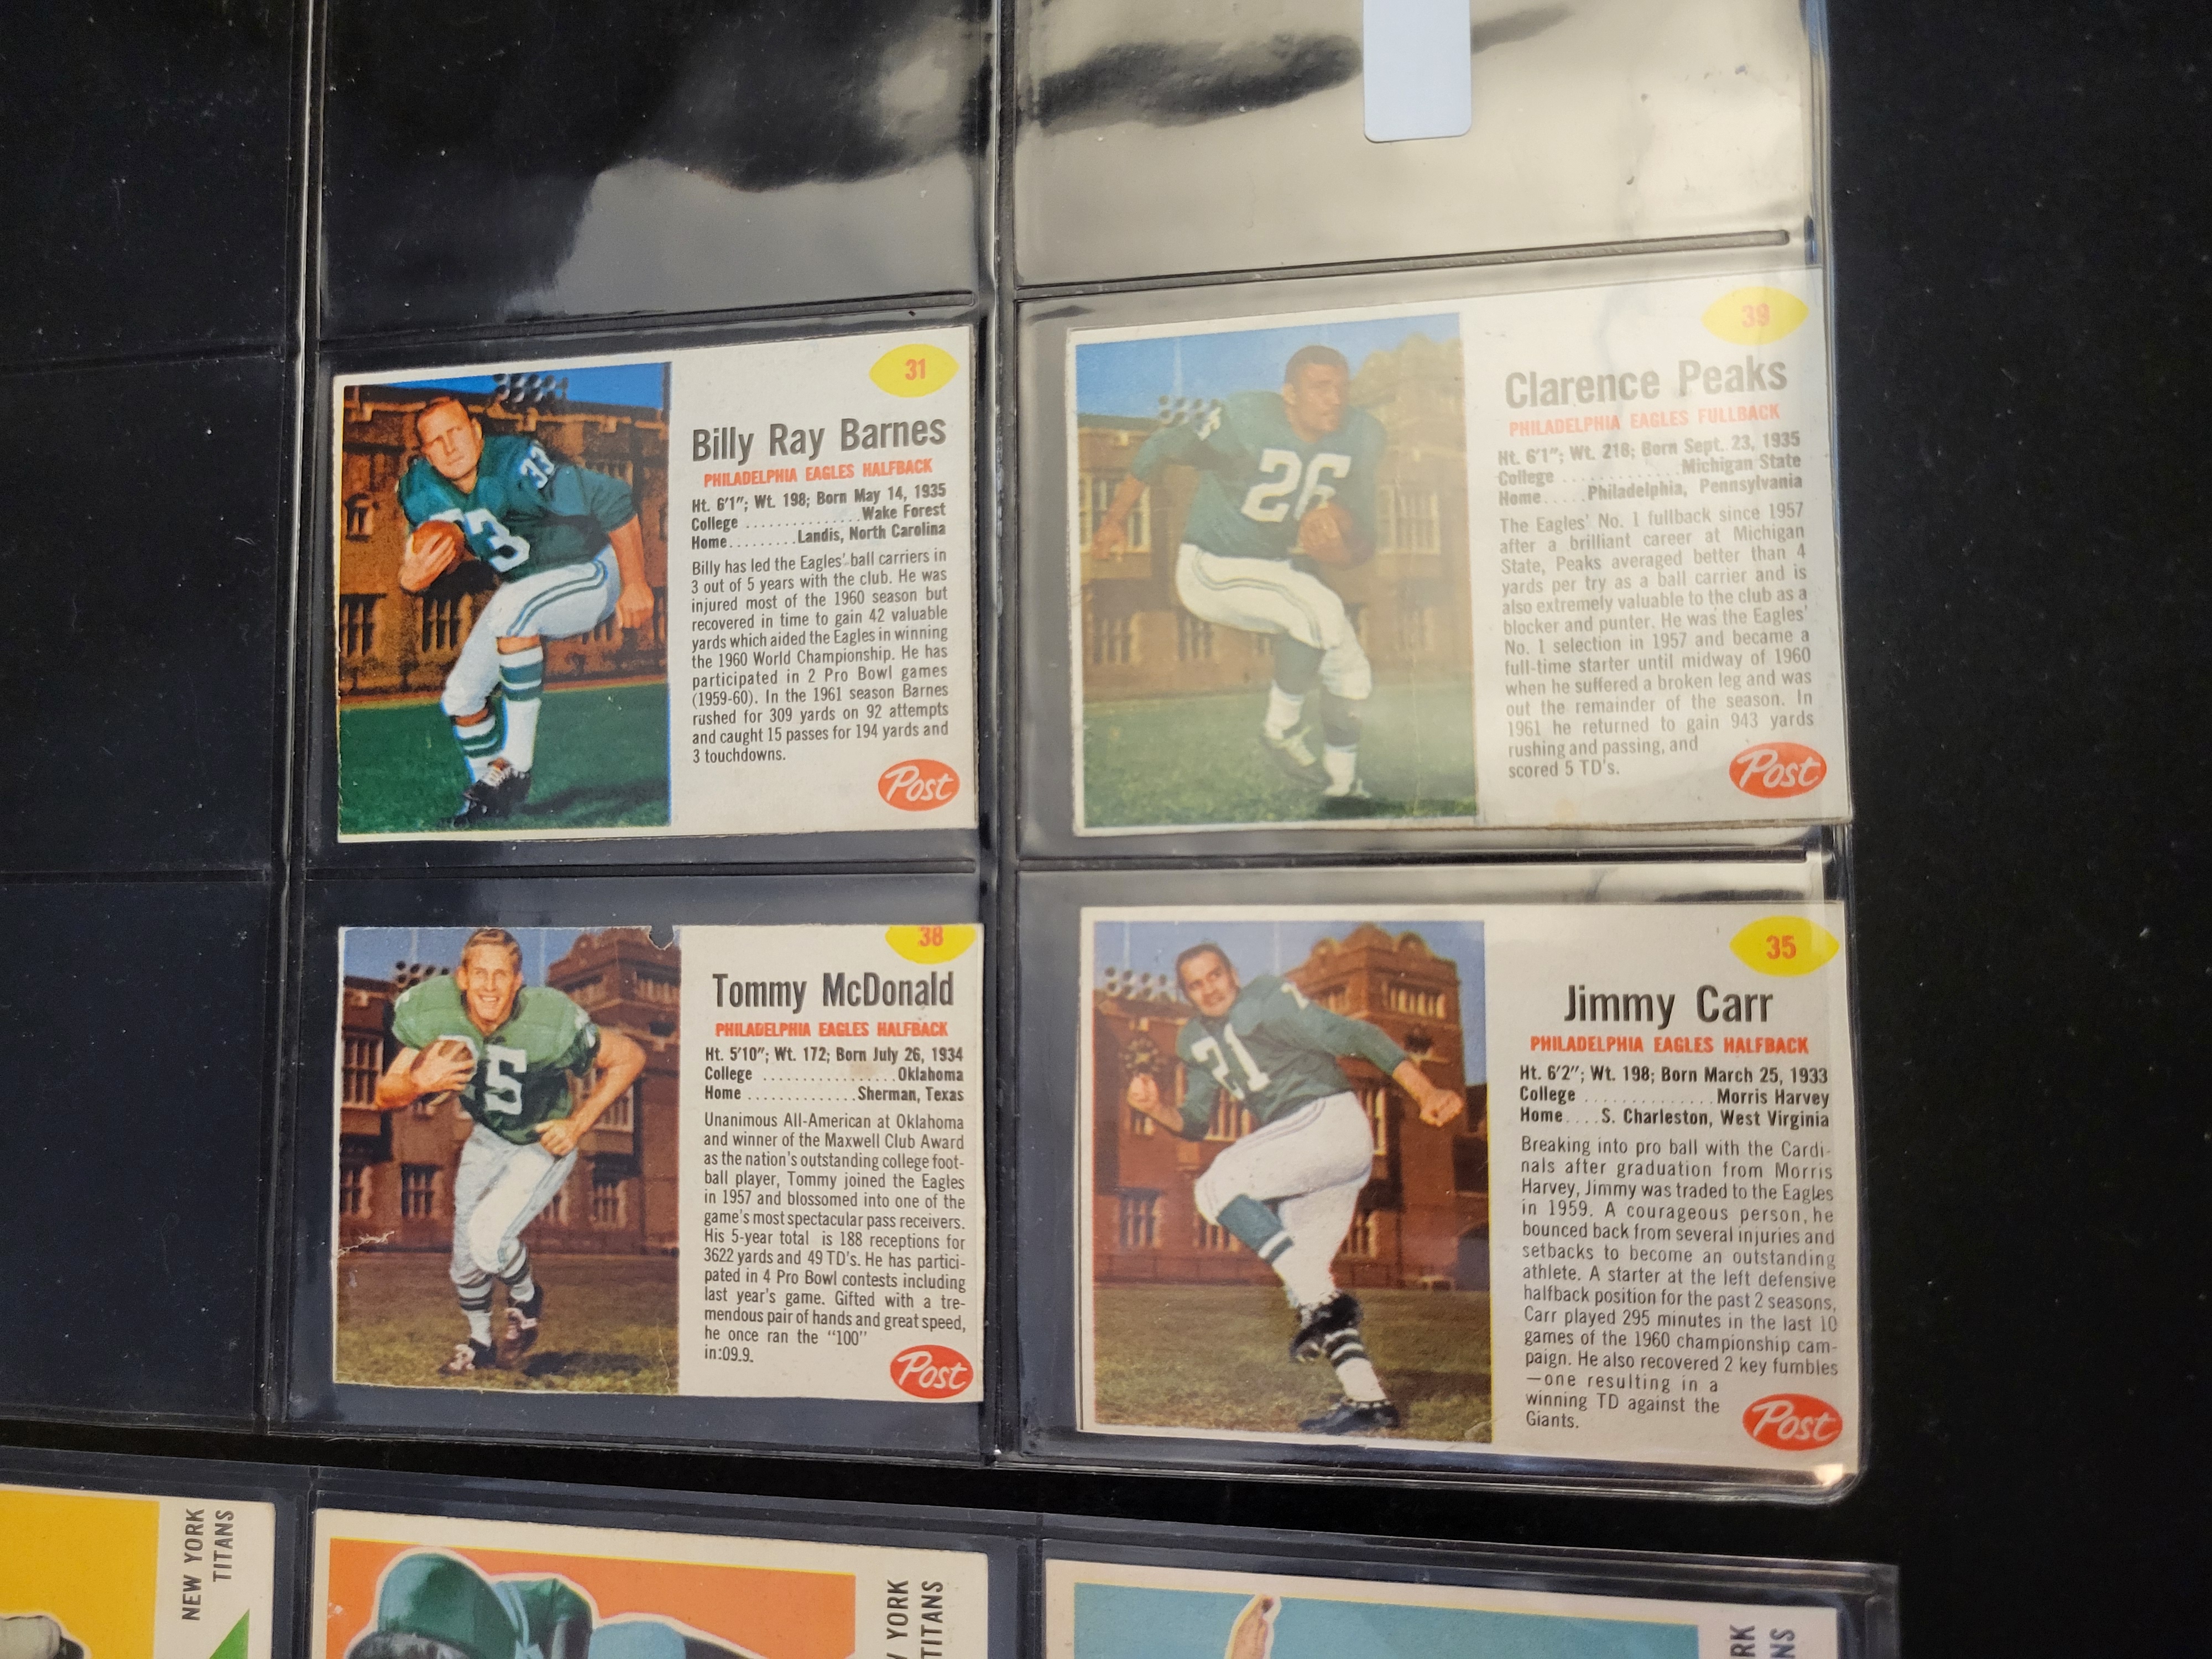 31
Billy Ray Barnes
PHILADELPHIA EAGLES HALFBACK
Ht. 6'1"; Wt. 198; Born May 14, 1935
College ............... Wake Forest
Home......... Landis, North Carolina
Billy has led the Eagles' ball carriers in
3 out of 5 years with the club. He was
injured most of the 1960 season but
recovered in time to gain 42 valuable
yards which aided the Eagles in winning
the 1960 World Championship. He has
participated in 2 Pro Bowl games
(1959-60). In the 1961 season Barnes
rushed for 309 yards on 92 attempts
and caught 15 passes for 194 yards and
3 touchdowns.
Post
33
39
Clarence Peaks
PHILADELPHIA EAGLES FULLBACK
Ht. 6'1"; Wt. 218; Born Sept. 23, 1935
College ............... Michigan State
Home..... Philadelphia, Pennsylvania
The Eagles' No. 1 fullback since 1957
after a brilliant career at Michigan
State, Peaks averaged better than 4
yards per try as a ball carrier and is
also extremely valuable to the club as a
blocker and punter. He was the Eagles'
No. 1 selection in 1957 and became a
full-time starter until midway of 1960
when he suffered a broken leg and was
out the remainder of the season. In
1961 he returned to gain 943 yards
rushing and passing, and
scored 5 TD's.
Post
26
38
Tommy McDonald
PHILADELPHIA EAGLES HALFBACK
Ht. 5'10"; Wt. 172; Born July 26, 1934
College ................. Oklahoma
Home .............. Sherman, Texas
Unanimous All-American at Oklahoma
and winner of the Maxwell Club Award
as the nation's outstanding college foot-
ball player, Tommy joined the Eagles
in 1957 and blossomed into one of the
game's most spectacular pass receivers.
His 5-year total is 188 receptions for
3622 yards and 49 TD's. He has partici-
pated in 4 Pro Bowl contests including
last year's game. Gifted with a tre-
mendous pair of hands and great speed,
he once ran the "100"
in:09.9.
Post
35
Jimmy Carr
PHILADELPHIA EAGLES HALFBACK
Ht. 6'2"; Wt. 198; Born March 25, 1933
College .............. Morris Harvey
Home .... S. Charleston, West Virginia
Breaking into pro ball with the Cardi-
nals after graduation from Morris
Harvey, Jimmy was traded to the Eagles
in 1959. A courageous person, he
bounced back from several injuries and
setbacks to become an outstanding
athlete. A starter at the left defensive
halfback position for the past 2 seasons,
Carr played 295 minutes in the last 10
games of the 1960 championship cam-
paign. He also recovered 2 key fumbles
—one resulting in a
winning TD against the
Giants.
Post
21
NEW YORK
TITANS
YORK
TITANS